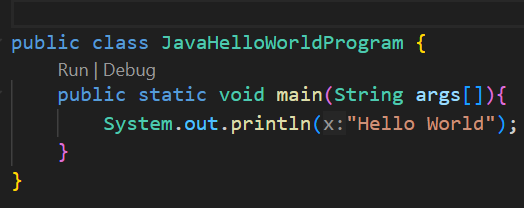 public class JavaHelloWorldProgram {
Run | Debug
public static void main(String args[]){
System.out.println(x:"Hello World");
}
}